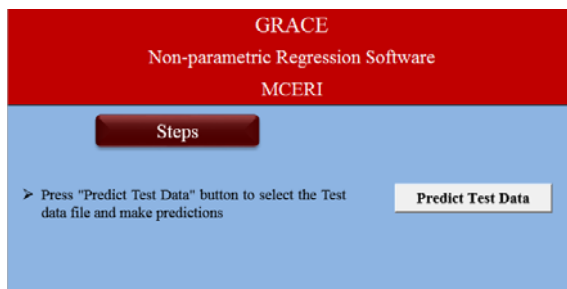 GRACE
Non-parametric Regression Software
MCERI
Steps
➢ Press "Predict Test Data" button to select the Test
data file and make predictions
Predict Test Data